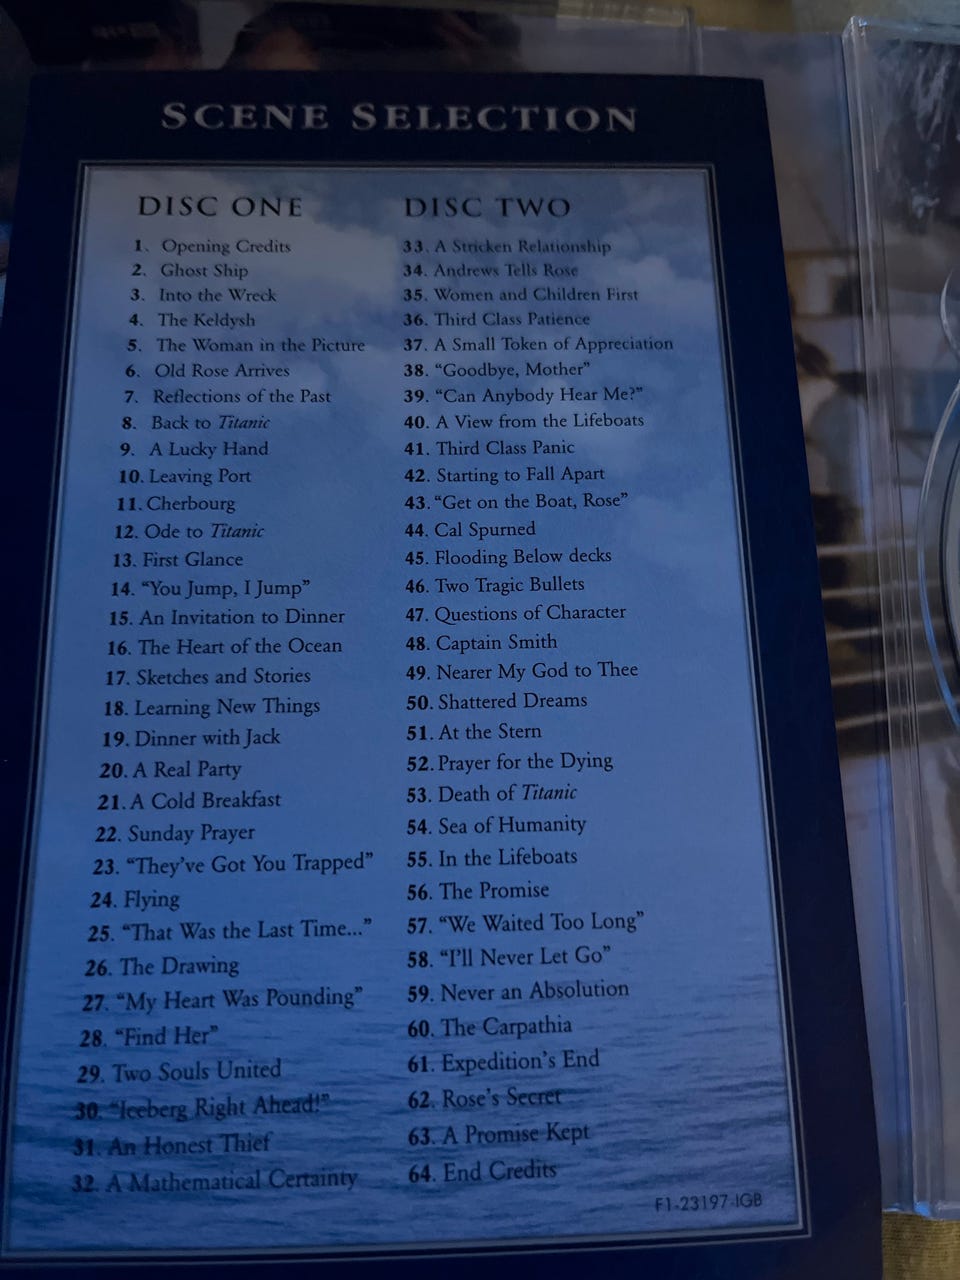 SCENE SELECTION
DISC ONE
1. Opening Credits
2. Ghost Ship
3. Into the Wreck
4. The Keldysh
5. The Woman in the Picture
6. Old Rose Arrives
7. Reflections of the Past
8. Back to Titanic
9. A Lucky Hand
10. Leaving Port
11. Cherbourg
12. Ode to Titanic
13. First Glance
14. “You Jump, I Jump”
15. An Invitation to Dinner
16. The Heart of the Ocean
17. Sketches and Stories
18. Learning New Things
19. Dinner with Jack
20. A Real Party
21. A Cold Breakfast
22. Sunday Prayer
23. “They’ve Got You Trapped”
24. Flying
25. “That Was the Last Time...”
26. The Drawing
27. “My Heart Was Pounding”
28. “Find Her”
29. Two Souls United
30. “Iceberg Right Ahead!”
31. An Honest Thief
32. A Mathematical Certainty
DISC TWO
33. A Stricken Relationship
34. Andrews Tells Rose
35. Women and Children First
36. Third Class Patience
37. A Small Token of Appreciation
38. “Goodbye, Mother”
39. “Can Anybody Hear Me?”
40. A View from the Lifeboats
41. Third Class Panic
42. Starting to Fall Apart
43. “Get on the Boat, Rose”
44. Cal Spurned
45. Flooding Below decks
46. Two Tragic Bullets
47. Questions of Character
48. Captain Smith
49. Nearer My God to Thee
50. Shattered Dreams
51. At the Stern
52. Prayer for the Dying
53. Death of Titanic
54. Sea of Humanity
55. In the Lifeboats
56. The Promise
57. “We Waited Too Long”
58. “I’ll Never Let Go”
59. Never an Absolution
60. The Carpathia
61. Expedition’s End
62. Rose’s Secret
63. A Promise Kept
64. End Credits
F1-23197-IGB